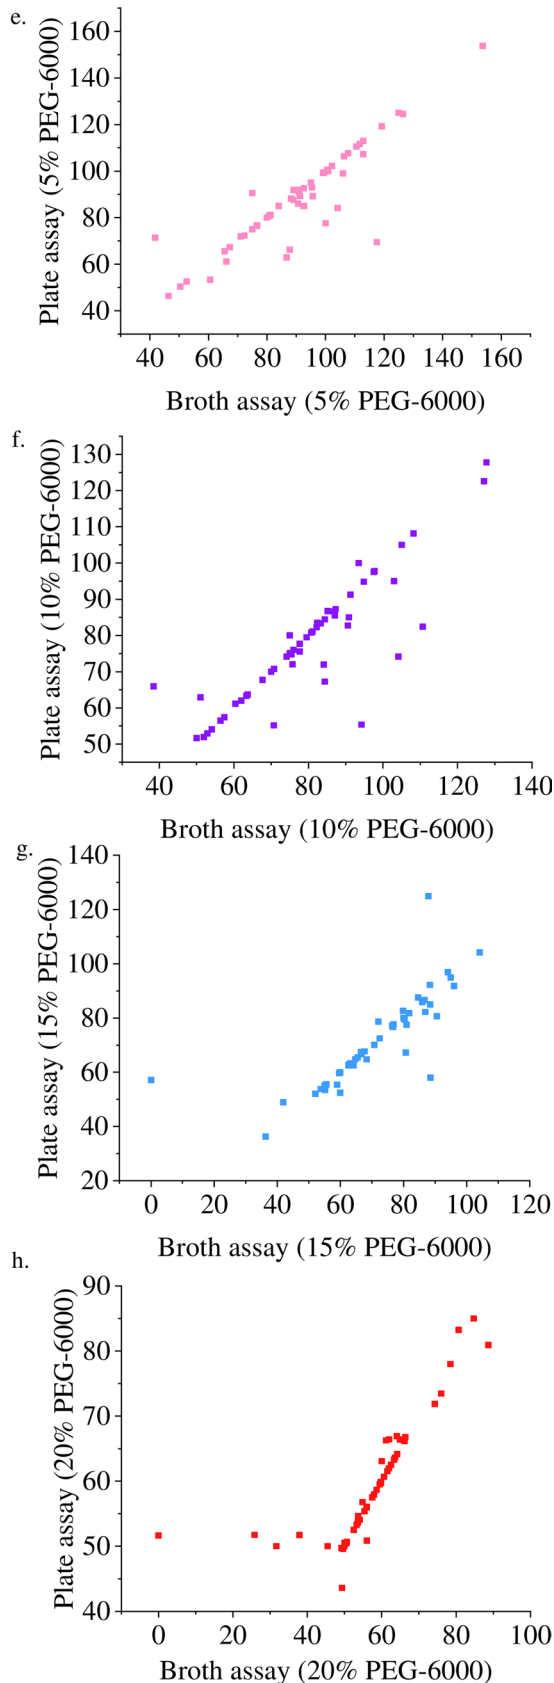 e.
160
140
120
100
80
60
40
Plate assay (5% PEG-6000)
40 60 80 100 120 140 160
Broth assay (5% PEG-6000)
f.
130
120
110
100
90
80
70
60
50
Plate assay (10% PEG-6000)
40 60 80 100 120 140
Broth assay (10% PEG-6000)
g.
140
120
100
80
60
40
20
Plate assay (15% PEG-6000)
0 20 40 60 80 100 120
Broth assay (15% PEG-6000)
h.
90
80
70
60
50
40
Plate assay (20% PEG-6000)
0 20 40 60 80 100
Broth assay (20% PEG-6000)